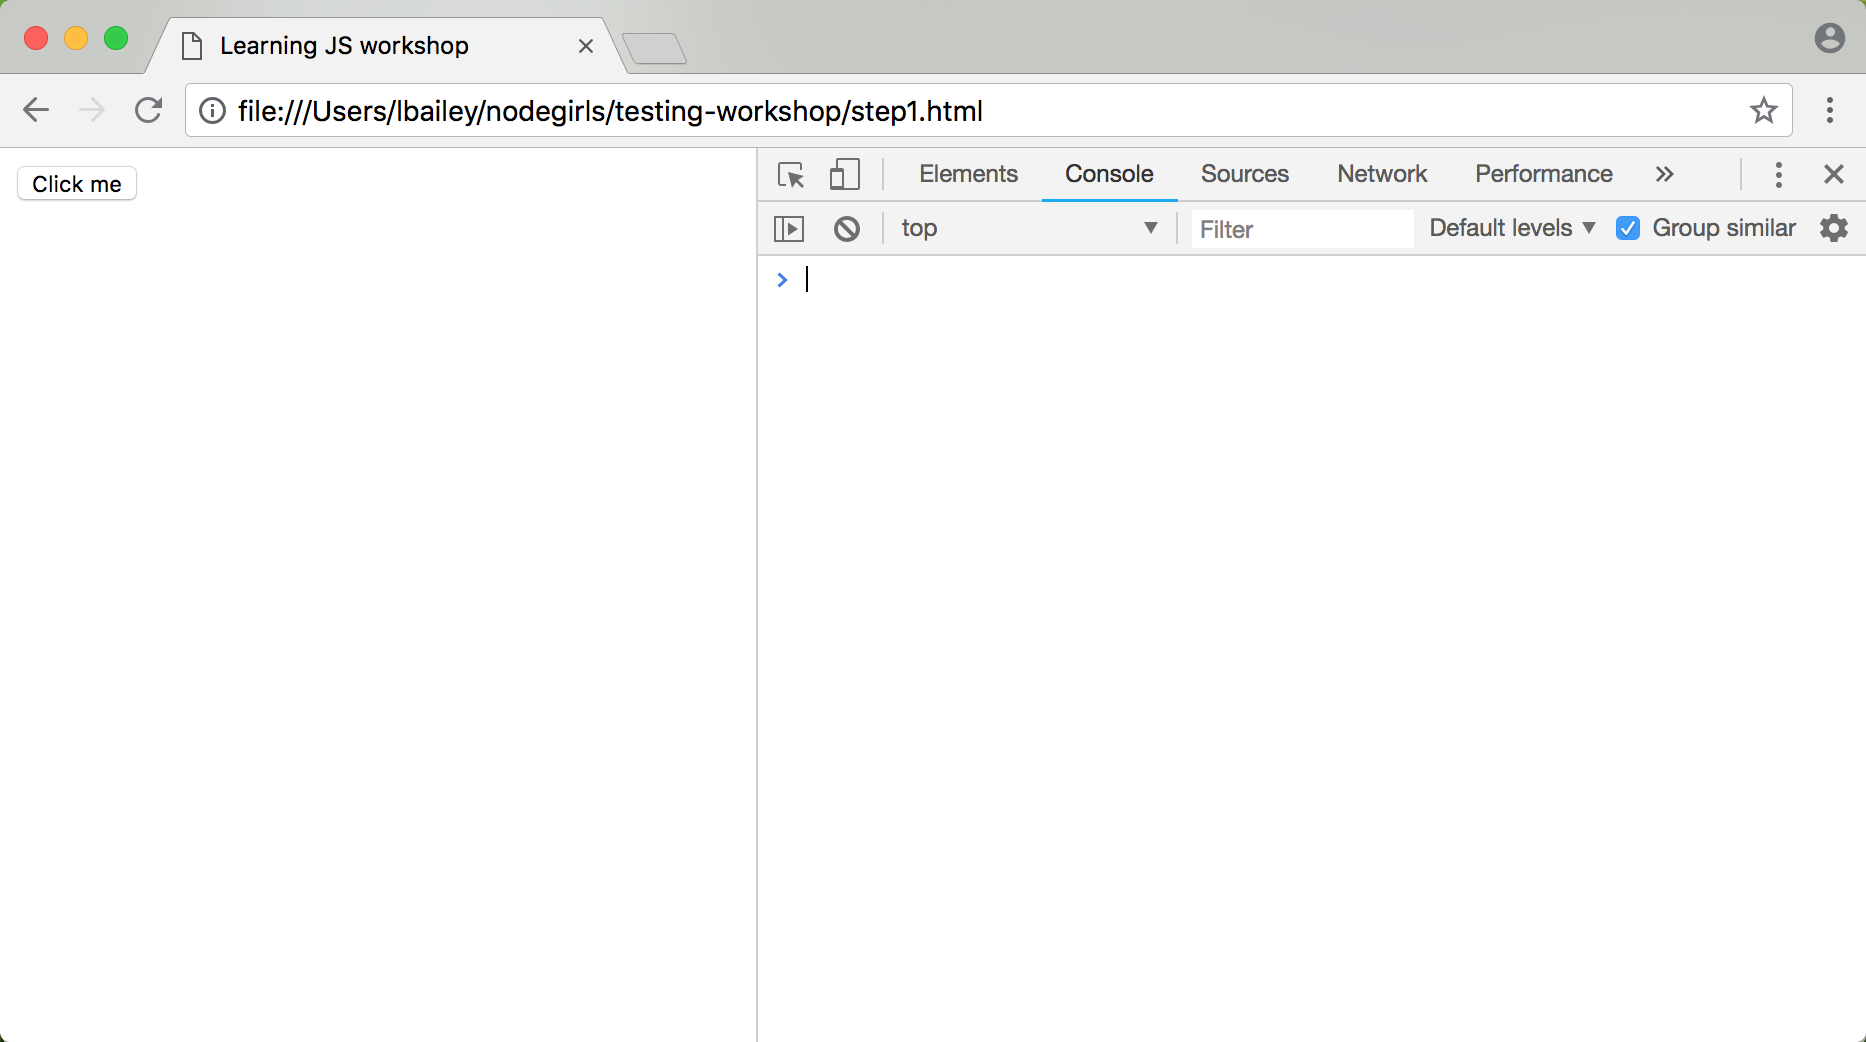 Learning JS workshop
file:///Users/lbailey/nodegirls/testing-workshop/step1.html
Click me
Elements Console Sources Network Performance
top Filter Default levels Group similar